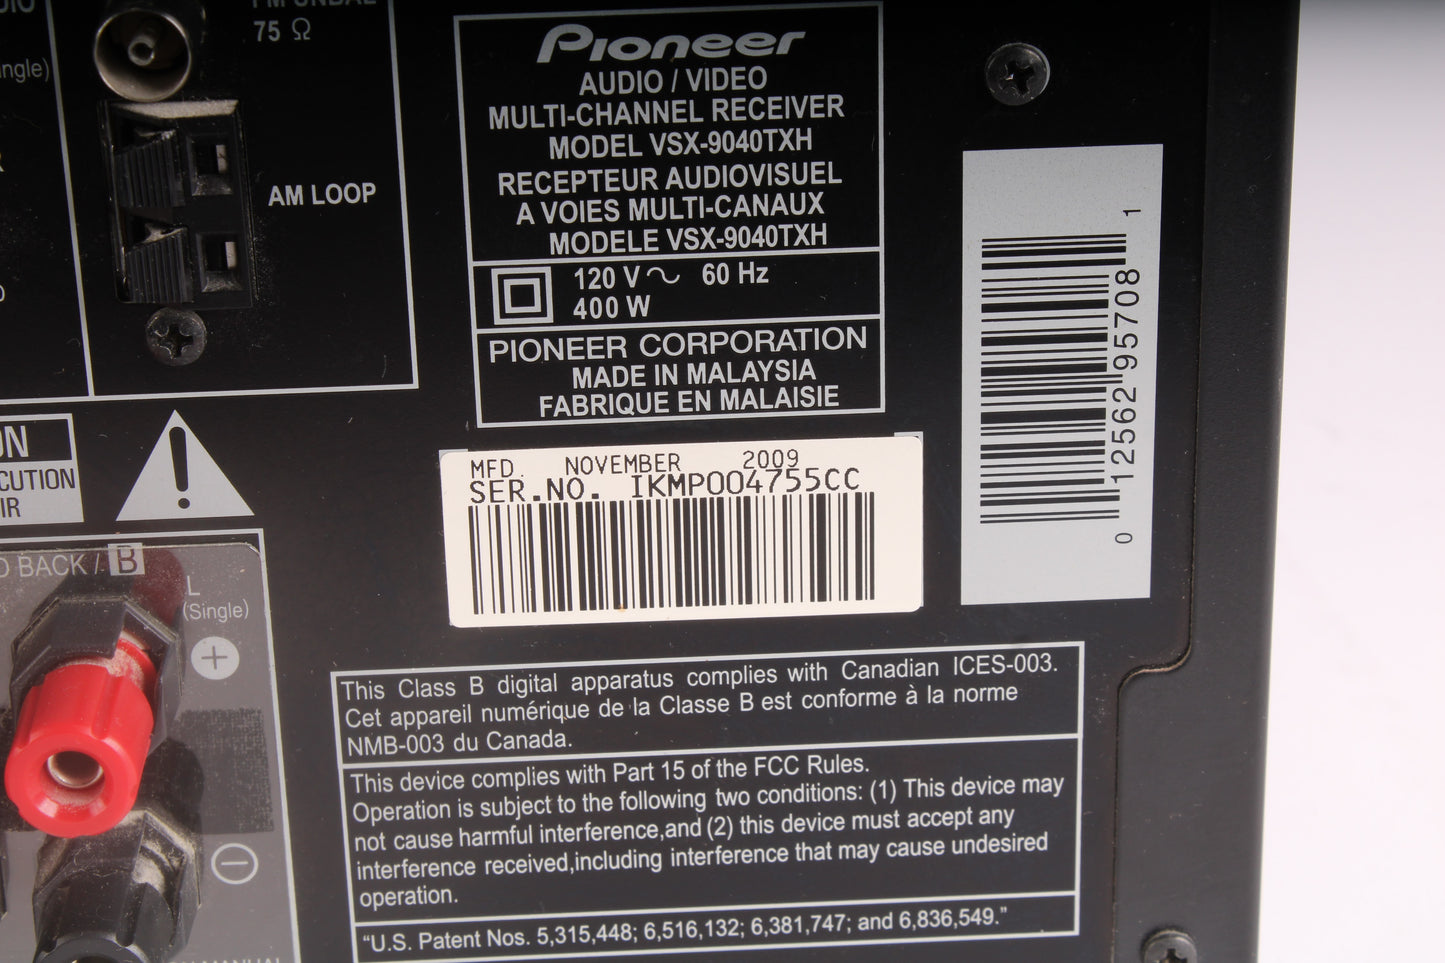 75 Ω
ingle)
AM LOOP
Pioneer
AUDIO / VIDEO
MULTI-CHANNEL RECEIVER
MODEL VSX-9040TXH
RECEPTEUR AUDIOVISUEL
A VOIES MULTI-CANAUX
MODELE VSX-9040TXH
120 V ~ 60 Hz
400 W
PIONEER CORPORATION
MADE IN MALAYSIA
FABRIQUE EN MALAISIE
MFD. NOVEMBER 2009
SER.NO. IKMP004755CC
0 12562 95708 1
ON
CUTION
IR
BACK / B
L
(Single)
+
−
This Class B digital apparatus complies with Canadian ICES-003.
Cet appareil numérique de la Classe B est conforme à la norme
NMB-003 du Canada.
This device complies with Part 15 of the FCC Rules.
Operation is subject to the following two conditions: (1) This device may
not cause harmful interference,and (2) this device must accept any
interference received,including interference that may cause undesired
operation.
“U.S. Patent Nos. 5,315,448; 6,516,132; 6,381,747; and 6,836,549.”